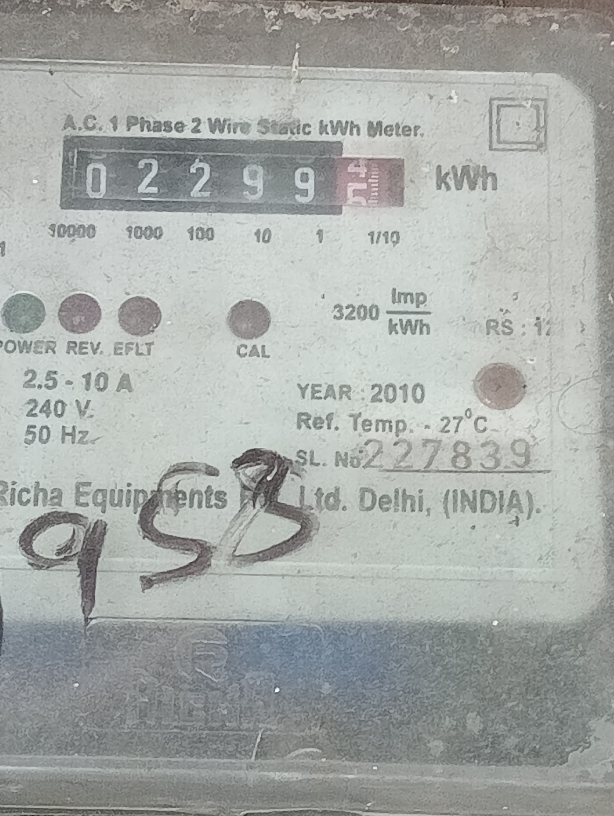 A.C. 1 Phase 2 Wire Static kWh Meter.
0 2 2 9 9 kWh
10000 1000 100 10 1 1/10
3200 Imp/kWh
POWER REV. EFLT CAL
2.5 - 10 A
240 V.
50 Hz.
YEAR : 2010
Ref. Temp. - 27°C
SL. No. 227839
Richa Equipments Ltd. Delhi, (INDIA).